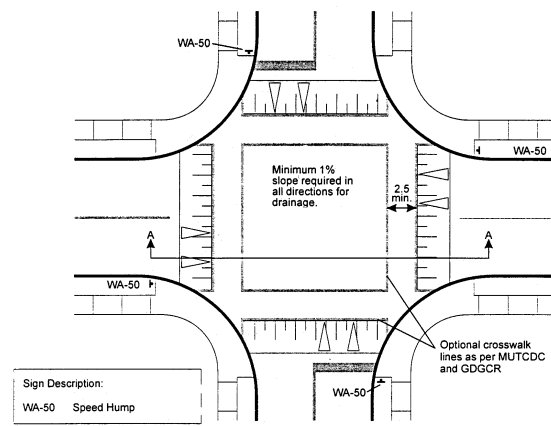 WA-50
WA-50
Minimum 1%
slope required in
all directions for
drainage.
2.5
min.
A
A
WA-50
Optional crosswalk
lines as per MUTCDC
and GDGCR
WA-50
Sign Description:
WA-50 Speed Hump